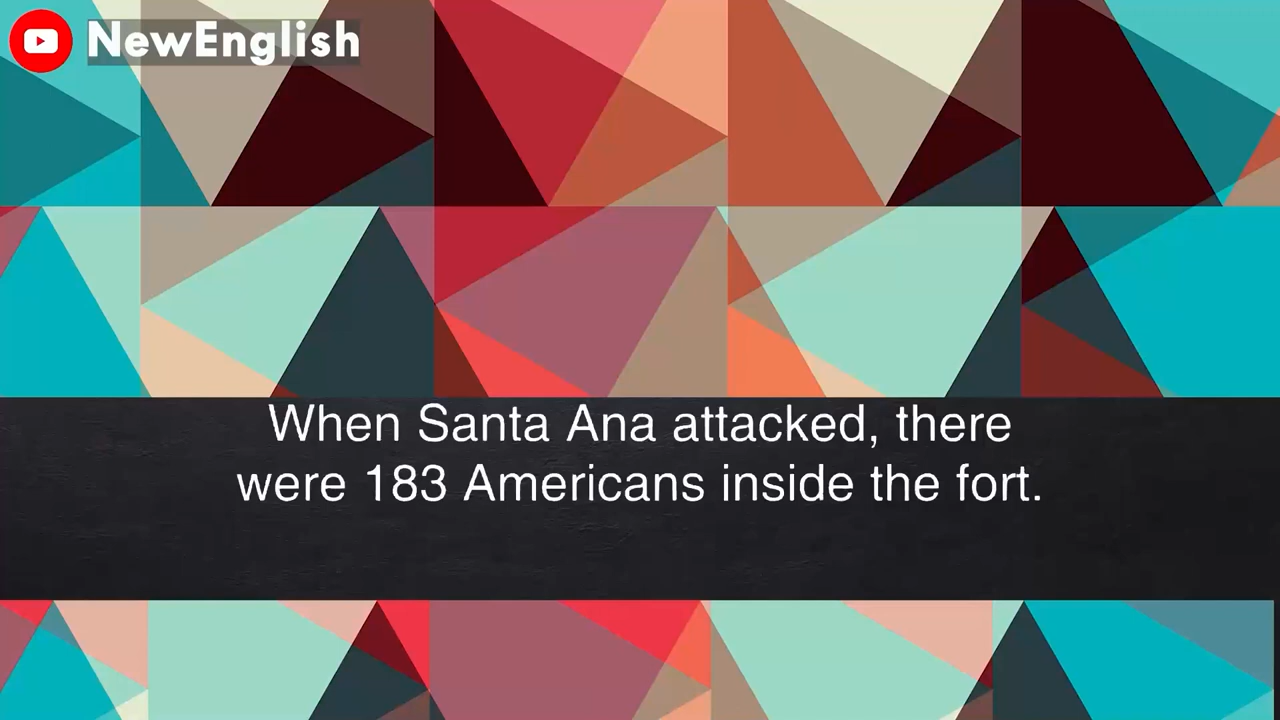 NewEnglish
When Santa Ana attacked, there
were 183 Americans inside the fort.